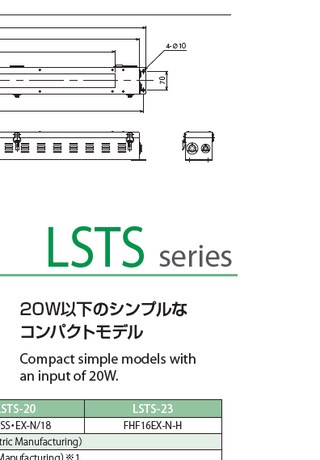 4-Φ10
70
LSTS series
20W以下のシンプルな
コンパクトモデル
Compact simple models with
an input of 20W.
LSTS-20 LSTS-23
SS・EX-N/18 FHF16EX-N-H
tric Manufacturing）
Manufacturing）※1